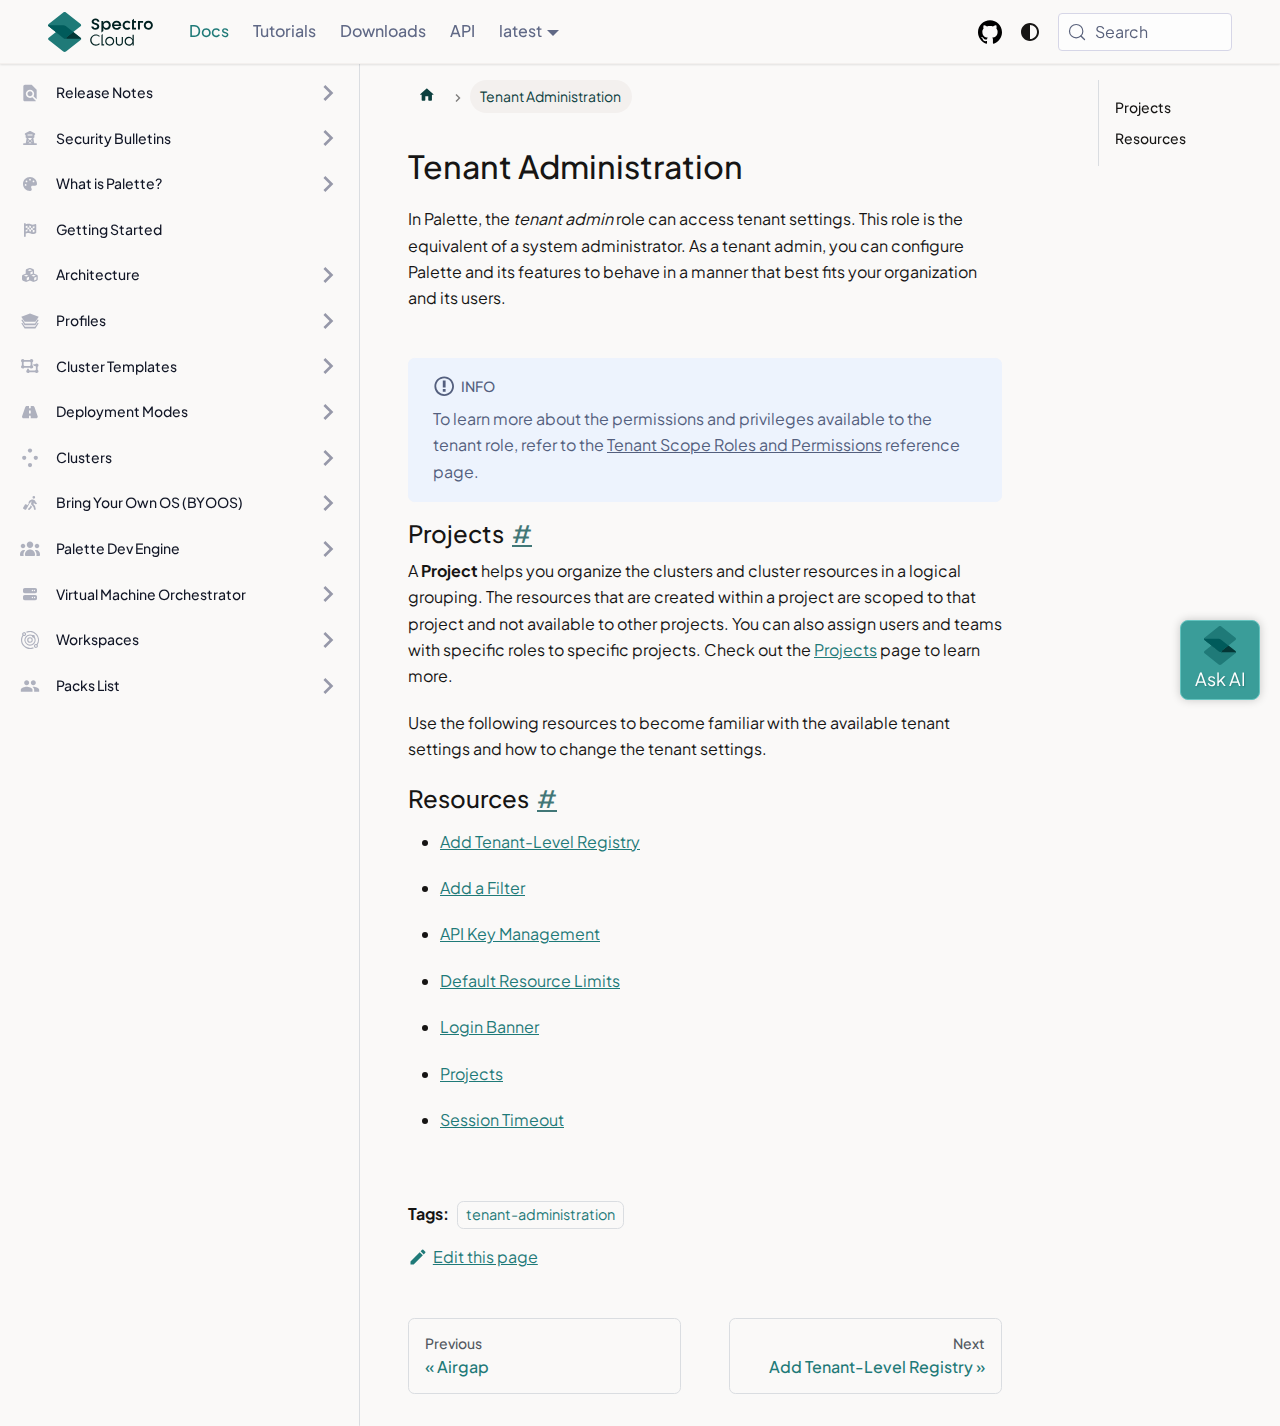 Spectro Cloud
Docs
Tutorials
Downloads
API
latest
Search
Release Notes
Security Bulletins
What is Palette?
Getting Started
Architecture
Profiles
Cluster Templates
Deployment Modes
Clusters
Bring Your Own OS (BYOOS)
Palette Dev Engine
Virtual Machine Orchestrator
Workspaces
Packs List
Tenant Administration
Tenant Administration
In Palette, the tenant admin role can access tenant settings. This role is the
equivalent of a system administrator. As a tenant admin, you can configure
Palette and its features to behave in a manner that best fits your organization
and its users.
INFO
To learn more about the permissions and privileges available to the
tenant role, refer to the Tenant Scope Roles and Permissions reference
page.
Projects #
A Project helps you organize the clusters and cluster resources in a logical
grouping. The resources that are created within a project are scoped to that
project and not available to other projects. You can also assign users and teams
with specific roles to specific projects. Check out the Projects page to learn
more.
Use the following resources to become familiar with the available tenant
settings and how to change the tenant settings.
Resources #
Add Tenant-Level Registry
Add a Filter
API Key Management
Default Resource Limits
Login Banner
Projects
Session Timeout
Tags: tenant-administration
Edit this page
Previous
« Airgap
Next
Add Tenant-Level Registry »
Projects
Resources
Ask AI